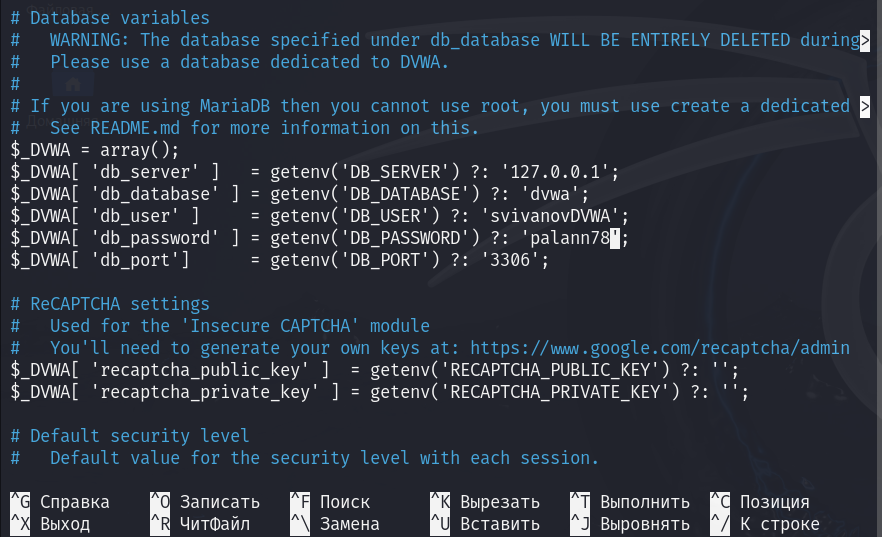 # Database variables
#   WARNING: The database specified under db_database WILL BE ENTIRELY DELETED during>
#   Please use a database dedicated to DVWA.
#
# If you are using MariaDB then you cannot use root, you must use create a dedicated >
#   See README.md for more information on this.
$_DVWA = array();
$_DVWA[ 'db_server' ]   = getenv('DB_SERVER') ?: '127.0.0.1';
$_DVWA[ 'db_database' ] = getenv('DB_DATABASE') ?: 'dvwa';
$_DVWA[ 'db_user' ]     = getenv('DB_USER') ?: 'svivanovDVWA';
$_DVWA[ 'db_password' ] = getenv('DB_PASSWORD') ?: 'palann78';
$_DVWA[ 'db_port']      = getenv('DB_PORT') ?: '3306';

# ReCAPTCHA settings
#   Used for the 'Insecure CAPTCHA' module
#   You'll need to generate your own keys at: https://www.google.com/recaptcha/admin
$_DVWA[ 'recaptcha_public_key' ]  = getenv('RECAPTCHA_PUBLIC_KEY') ?: '';
$_DVWA[ 'recaptcha_private_key' ] = getenv('RECAPTCHA_PRIVATE_KEY') ?: '';

# Default security level
#   Default value for the security level with each session.

^G Справка ^O Записать ^F Поиск ^K Вырезать ^T Выполнить ^C Позиция
^X Выход ^R ЧитФайл ^\ Замена ^U Вставить ^J Выровнять ^/ К строке